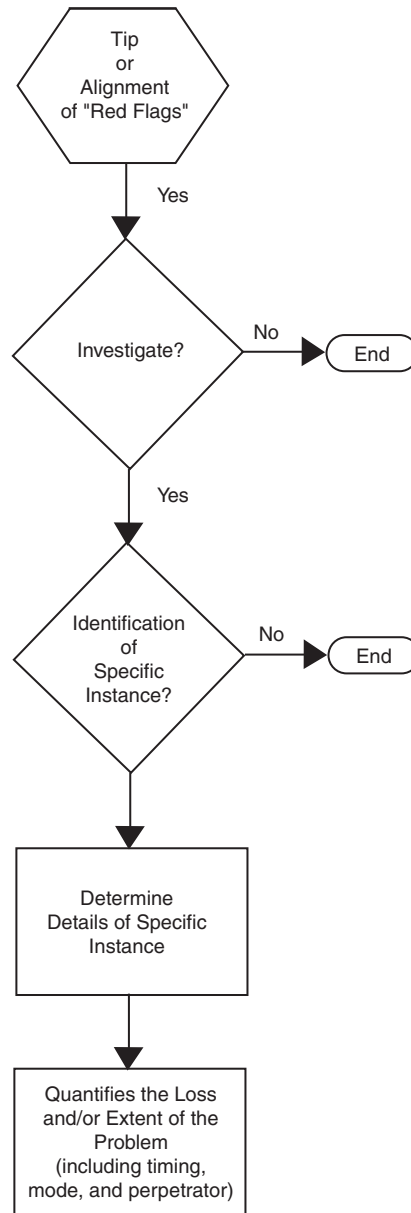 Tip
or
Alignment
of "Red Flags"
Yes
Investigate?
No
End
Yes
Identification
of
Specific
Instance?
No
End
Determine
Details of Specific
Instance
Quantifies the Loss
and/or Extent of the
Problem
(including timing,
mode, and perpetrator)